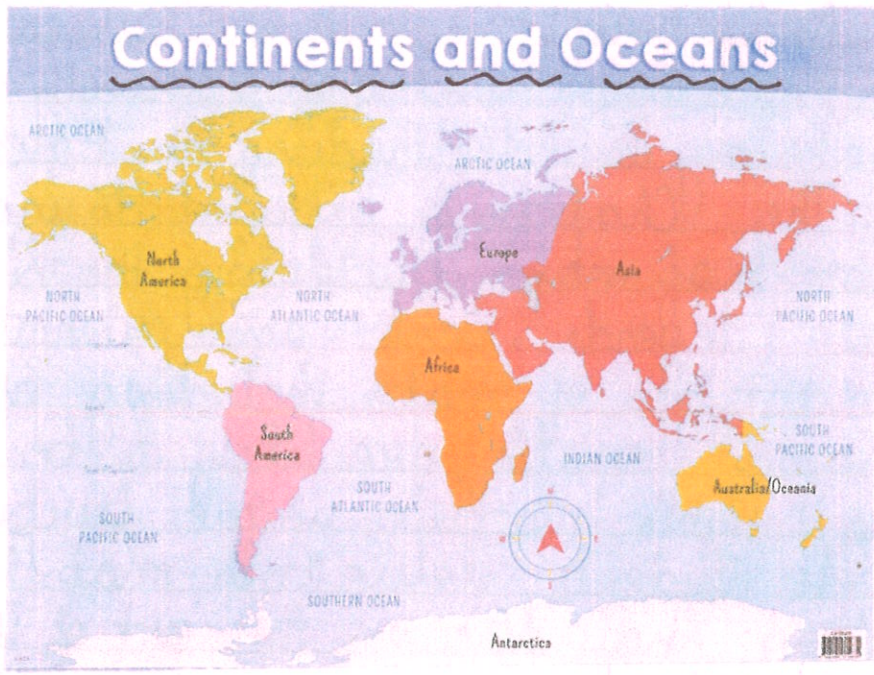 Continents and Oceans
ARCTIC OCEAN
ARCTIC OCEAN
North
America
Europe
Asia
NORTH
PACIFIC OCEAN
NORTH
ATLANTIC OCEAN
NORTH
PACIFIC OCEAN
Africa
South
America
INDIAN OCEAN
SOUTH
PACIFIC OCEAN
Australia/Oceania
SOUTH
ATLANTIC OCEAN
SOUTH
PACIFIC OCEAN
N
W
E
S
SOUTHERN OCEAN
Antarctica